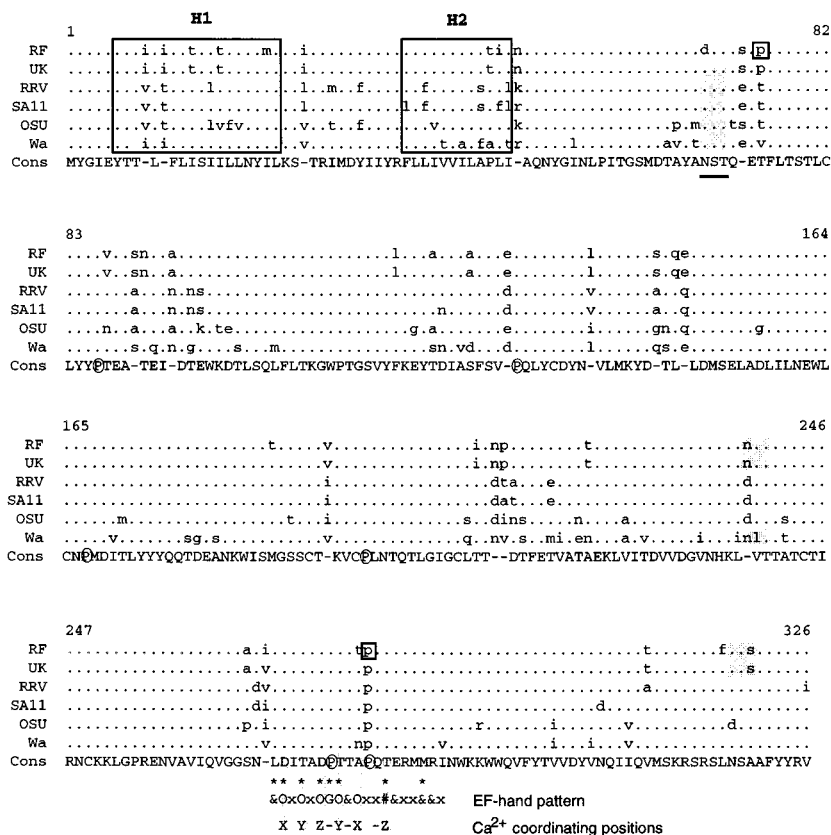 H1 H2
1 82
RF ........i.i..t..t....m...i...................ti.n...................d...s.p.......
UK ........i.i..t..t........i...................t..n.......................s.p.......
RRV ........v.t....l.........i..m..f......f.....s..lk.......................e.t.......
SA11 ........v.t..............i..........l.f.....s.flk.......................e.t.......
OSU ........v.t....lvfv......v..t..f.......v........k................p.m...ts.t.......
Wa ........i.i..............v..............t.a.fa.tr.....l.........av.t....e.v.......
Cons MYGIEYTT-L-FLISIILLNYILKS-TRIMDYIIYRFLLIVVILAPLI-AQNYGINLPITGSMDTAYANSTQ-ETFLTSTLC
83 164
RF ....v..sn..a.......................l...a...a...e........l......s.qe...............
UK ....v..sn..a.......................l...a...a...e........l......s.qe...............
RRV .......a...n.ns................................d........v......a..q...............
SA11 .......a...n.ns.........................n......d........v......a..q...............
OSU ....n..a...a..k.te...................g.a.......e........i......gn.q.......g.......
Wa .......s.q.n.g....s...m................sn.vd...d........l......qs.e...............
Cons LYYPTEA-TEI-DTEWKDTLSQLFLTKGWPTGSVYFKEYTDIASFSV-PQLYCDYN-VLMKYD-TL-LDMSELADLILNEWL
165 246
RF ......................t.....v...............i.np........t................n........
UK ............................v...............i.np........t................n........
RRV ............................i.................dta...e....................d........
SA11 ............................i.................dat...e....................d........
OSU ......m.................s...t.v..............s..dins.....n....a............d...s....
Wa .....v.......sg..s..........v..............q..nv.s.mi..en..a.v......i..inl..t....
Cons CNPMDITLYYYQQTDEANKWISMGSSCT-KVCPLNTQTLGIGCLTT--DTFETVATAEKLVITDVVDGVNHKL-VTTATCTI
247 326
RF ...................a.i.........tp.............................t.......f..s......
UK ...................a.v..........p.............................t..........s......
RRV ....................dv..........p.............................a................i
SA11 ....................di..........p........................n......................
OSU ...................p.i..........p...........r.......i.......v..........d........
Wa .....................v.........np.......v...........v...i...v...................
Cons RNCKKLGPRENVAVIQVGGSN-LDITADPTTAPQTERMMRINWKKWWQVFYTVVDYVNQIIQVMSKRSRSLNSAAFYYRV
** * *** * *
&OxOxOGO&Oxx#&xx&&x EF-hand pattern
X Y Z-Y-X -Z Ca2+ coordinating positions